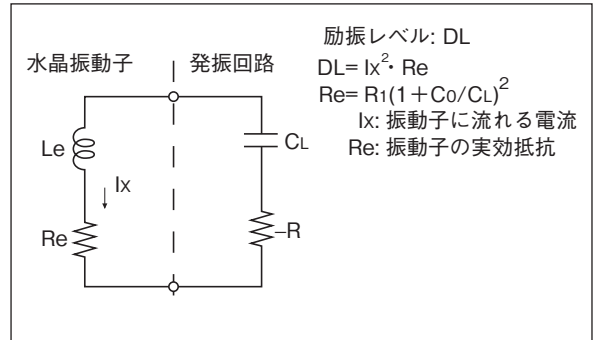 励振レベル: DL
水晶振動子 発振回路
DL= Ix²・Re
Re= R1(1+C0/CL)²
Ix: 振動子に流れる電流
Re: 振動子の実効抵抗
Le
CL
Ix
Re
–R